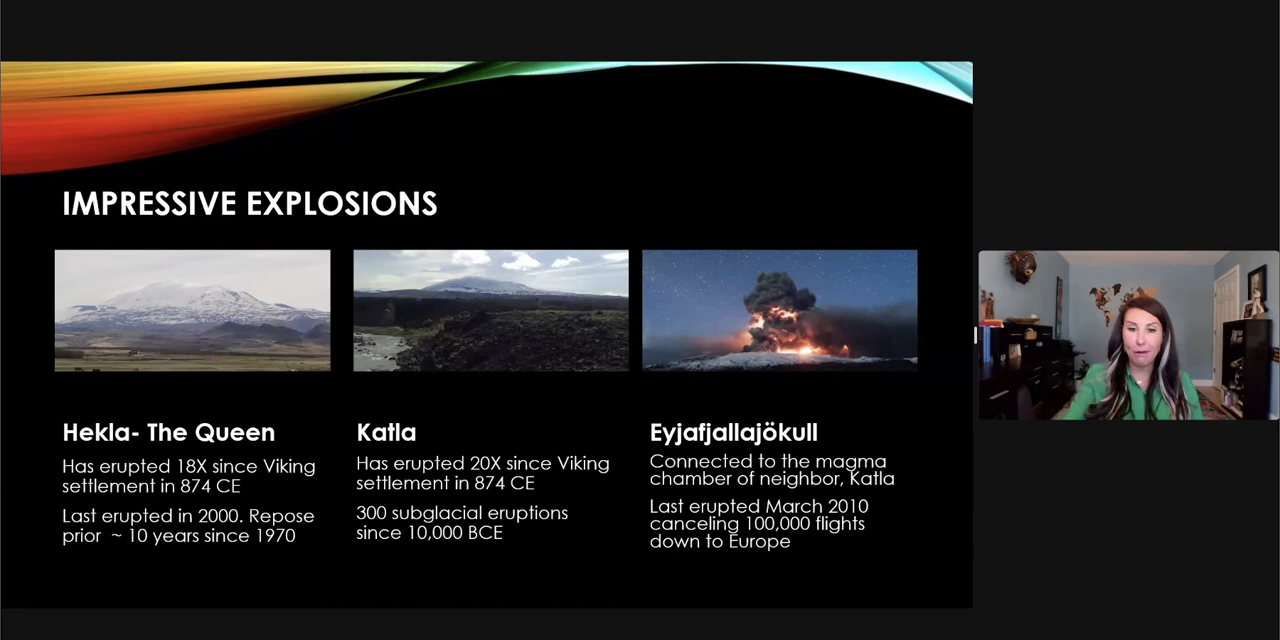 IMPRESSIVE EXPLOSIONS
Hekla- The Queen
Has erupted 18X since Viking
settlement in 874 CE
Last erupted in 2000. Repose
prior ~ 10 years since 1970
Katla
Has erupted 20X since Viking
settlement in 874 CE
300 subglacial eruptions
since 10,000 BCE
Eyjafjallajökull
Connected to the magma
chamber of neighbor, Katla
Last erupted March 2010
canceling 100,000 flights
down to Europe